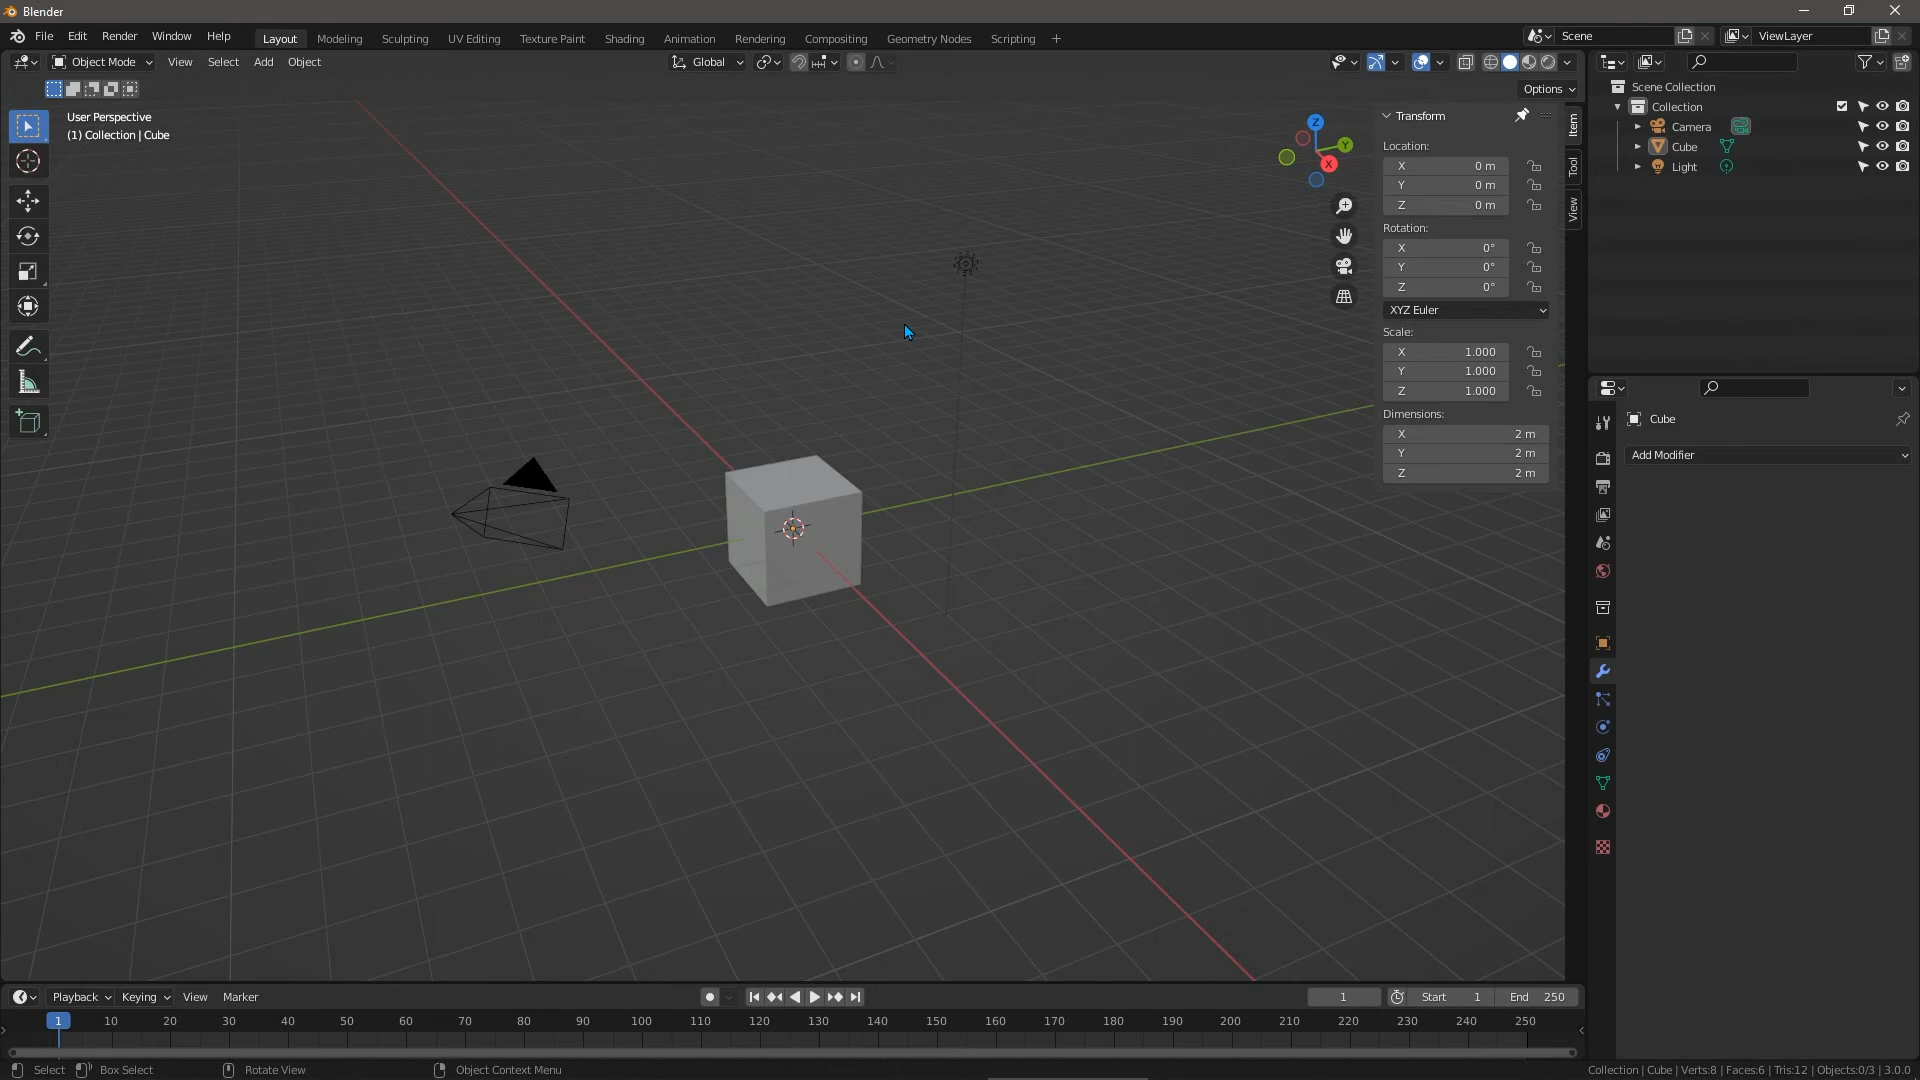 Blender
File Edit Render Window Help Layout Modeling Sculpting UV Editing Texture Paint Shading Animation Rendering Compositing Geometry Nodes Scripting + Scene ViewLayer
Object Mode View Select Add Object Global
Options
User Perspective
(1) Collection | Cube
Z
Y
X
Transform
Location:
X 0 m
Y 0 m
Z 0 m
Rotation:
X 0°
Y 0°
Z 0°
XYZ Euler
Scale:
X 1.000
Y 1.000
Z 1.000
Dimensions:
X 2 m
Y 2 m
Z 2 m
Item
Tool
View
Scene Collection
Collection
Camera
Cube
Light
Cube
Add Modifier
Playback Keying View Marker 1 Start 1 End 250
1 10 20 30 40 50 60 70 80 90 100 110 120 130 140 150 160 170 180 190 200 210 220 230 240 250
Select Box Select Rotate View Object Context Menu Collection | Cube | Verts:8 | Faces:6 | Tris:12 | Objects:0/3 | 3.0.0